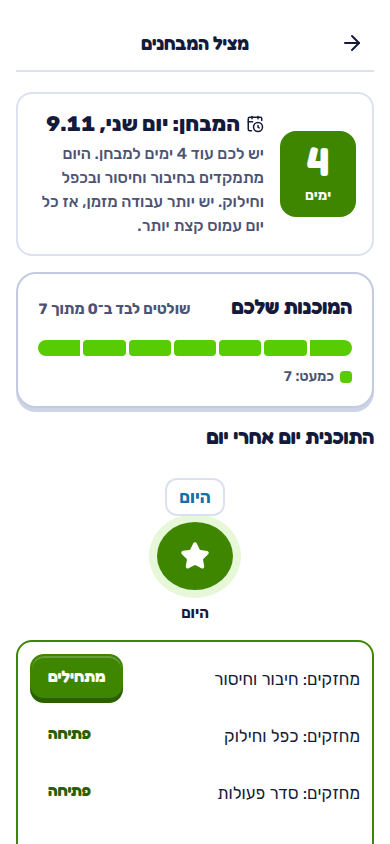 מציל המבחנים
המבחן: יום שני, 9.11
4
ימים
יש לכם עוד 4 ימים למבחן. היום
מתמקדים בחיבור וחיסור ובכפל
וחילוק. יש יותר עבודה מזמן, אז כל
יום עמוס קצת יותר.
המוכנות שלכם
שולטים לבד ב־0 מתוך 7
כמעט: 7
התוכנית יום אחרי יום
היום
היום
מחזקים: חיבור וחיסור
מתחילים
מחזקים: כפל וחילוק
פתיחה
מחזקים: סדר פעולות
פתיחה